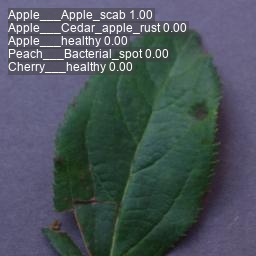 Apple___Apple_scab 1.00
Apple___Cedar_apple_rust 0.00
Apple___healthy 0.00
Peach___Bacterial_spot 0.00
Cherry___healthy 0.00